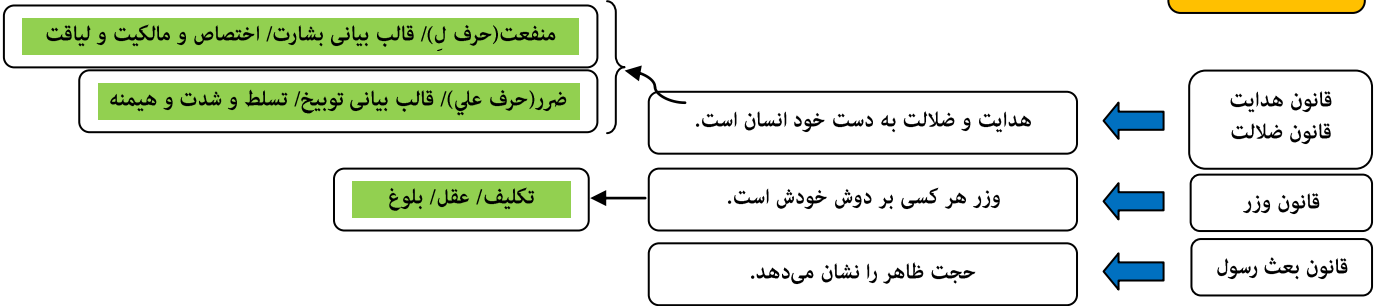 قانون هدایت
قانون ضلالت
هدایت و ضلالت به دست خود انسان است.
منفعت(حرف لِ)/ قالب بیانی بشارت/ اختصاص و مالکیت و لیاقت
ضرر(حرف علي)/ قالب بیانی توبیخ/ تسلط و شدت و هیمنه
قانون وزر
وزر هر کسی بر دوش خودش است.
تکلیف/ عقل/ بلوغ
قانون بعث رسول
حجت ظاهر را نشان می‌دهد.